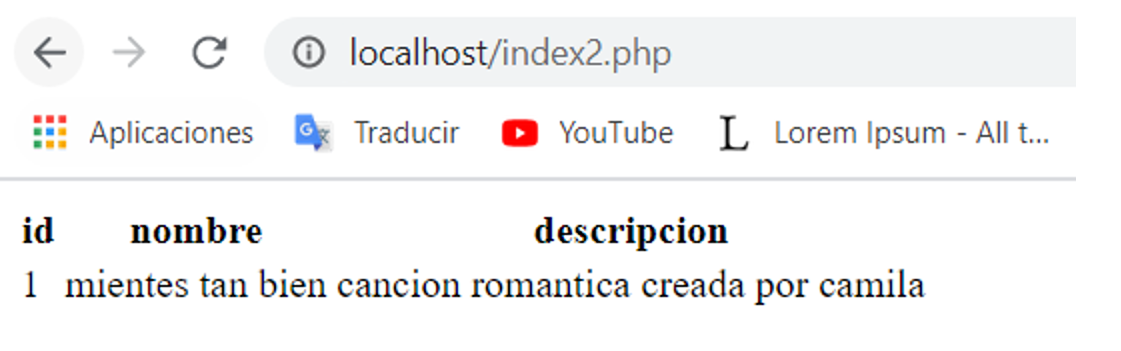 localhost/index2.php
Aplicaciones Traducir YouTube L Lorem Ipsum - All t...
id nombre descripcion
1 mientes tan bien cancion romantica creada por camila